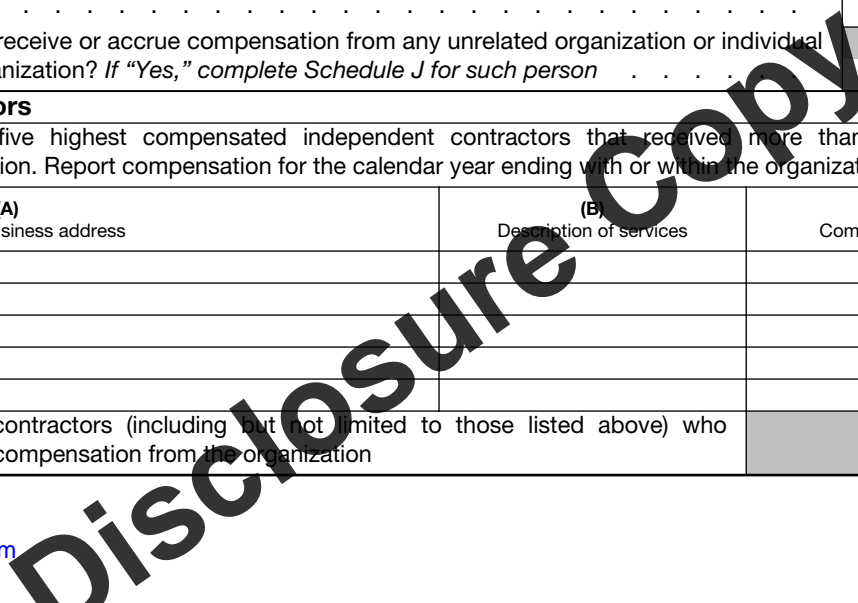 . . . . . . . . . . . . . . . . . . . . . . . . . . . .
receive or accrue compensation from any unrelated organization or individual
anization? If “Yes,” complete Schedule J for such person . . . . . .
ors
five highest compensated independent contractors that received more than
ion. Report compensation for the calendar year ending with or within the organizat
(A)
siness address
(B)
Description of services
Com
contractors (including but not limited to those listed above) who
compensation from the organization
m
Disclosure Copy